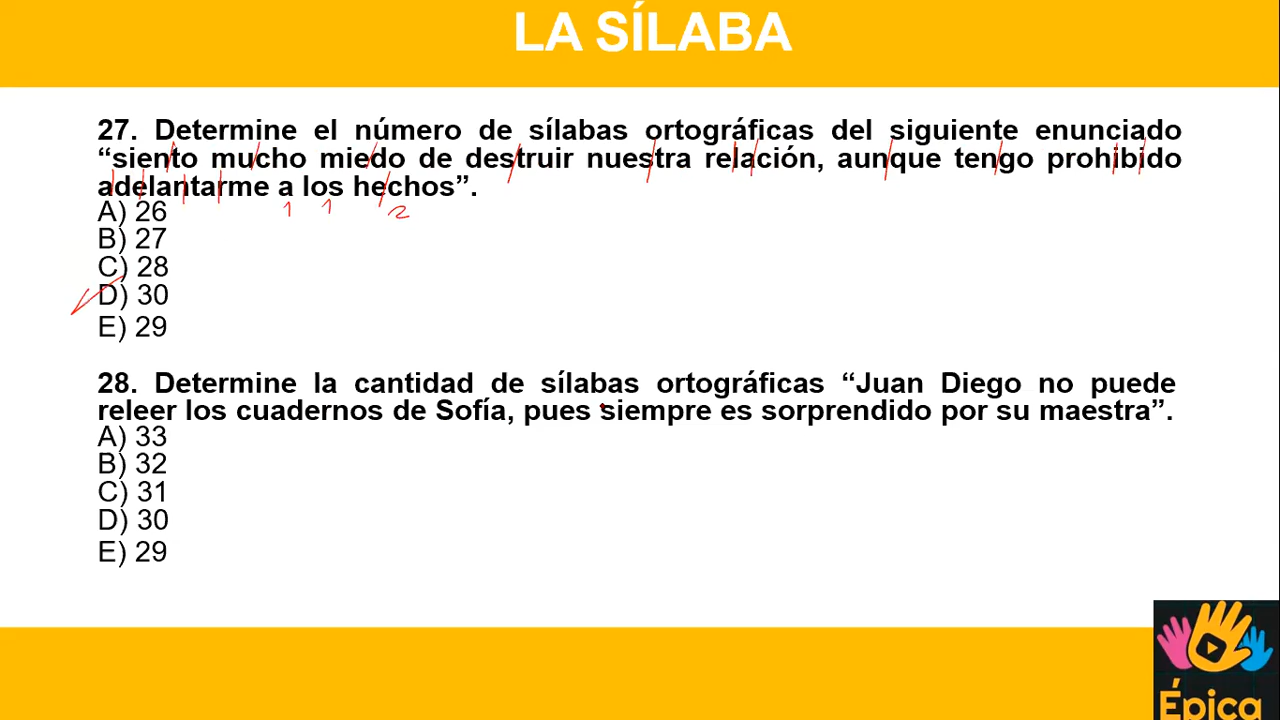 LA SÍLABA
27. Determine el número de sílabas ortográficas del siguiente enunciado
“siento mucho miedo de destruir nuestra relación, aunque tengo prohibido
adelantarme a los hechos”.
1 1 2
A) 26
B) 27
C) 28
D) 30
E) 29
28. Determine la cantidad de sílabas ortográficas “Juan Diego no puede
releer los cuadernos de Sofía, pues siempre es sorprendido por su maestra”.
A) 33
B) 32
C) 31
D) 30
E) 29
Épica